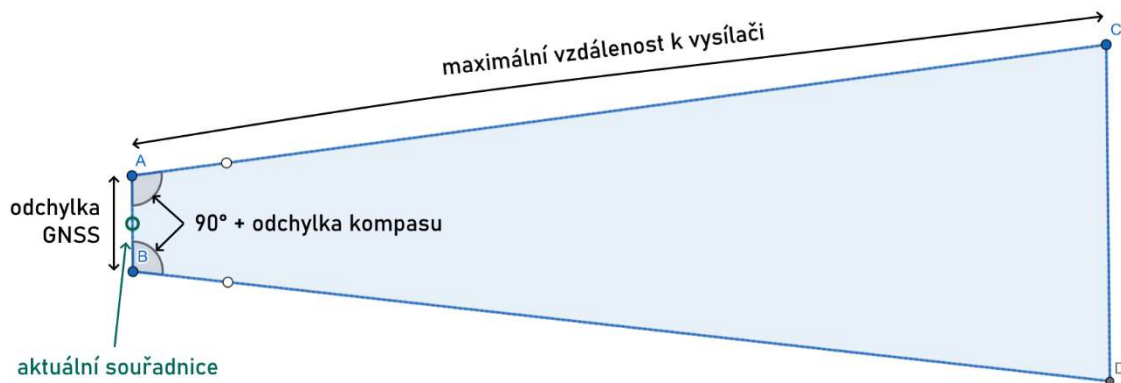 C
maximální vzdálenost k vysílači
A
odchylka
GNSS
90° + odchylka kompasu
B
aktuální souřadnice
D